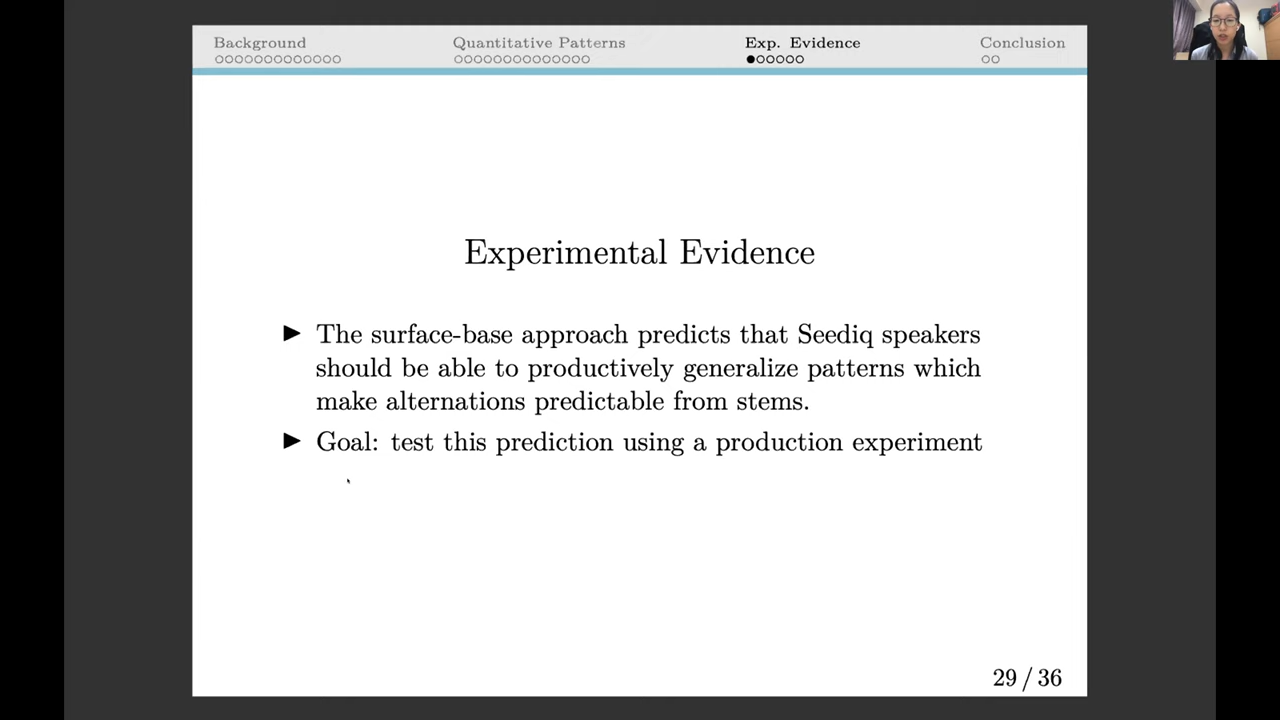 Background Quantitative Patterns Exp. Evidence Conclusion
Experimental Evidence
▶ The surface-base approach predicts that Seediq speakers
should be able to productively generalize patterns which
make alternations predictable from stems.
▶ Goal: test this prediction using a production experiment
29 / 36